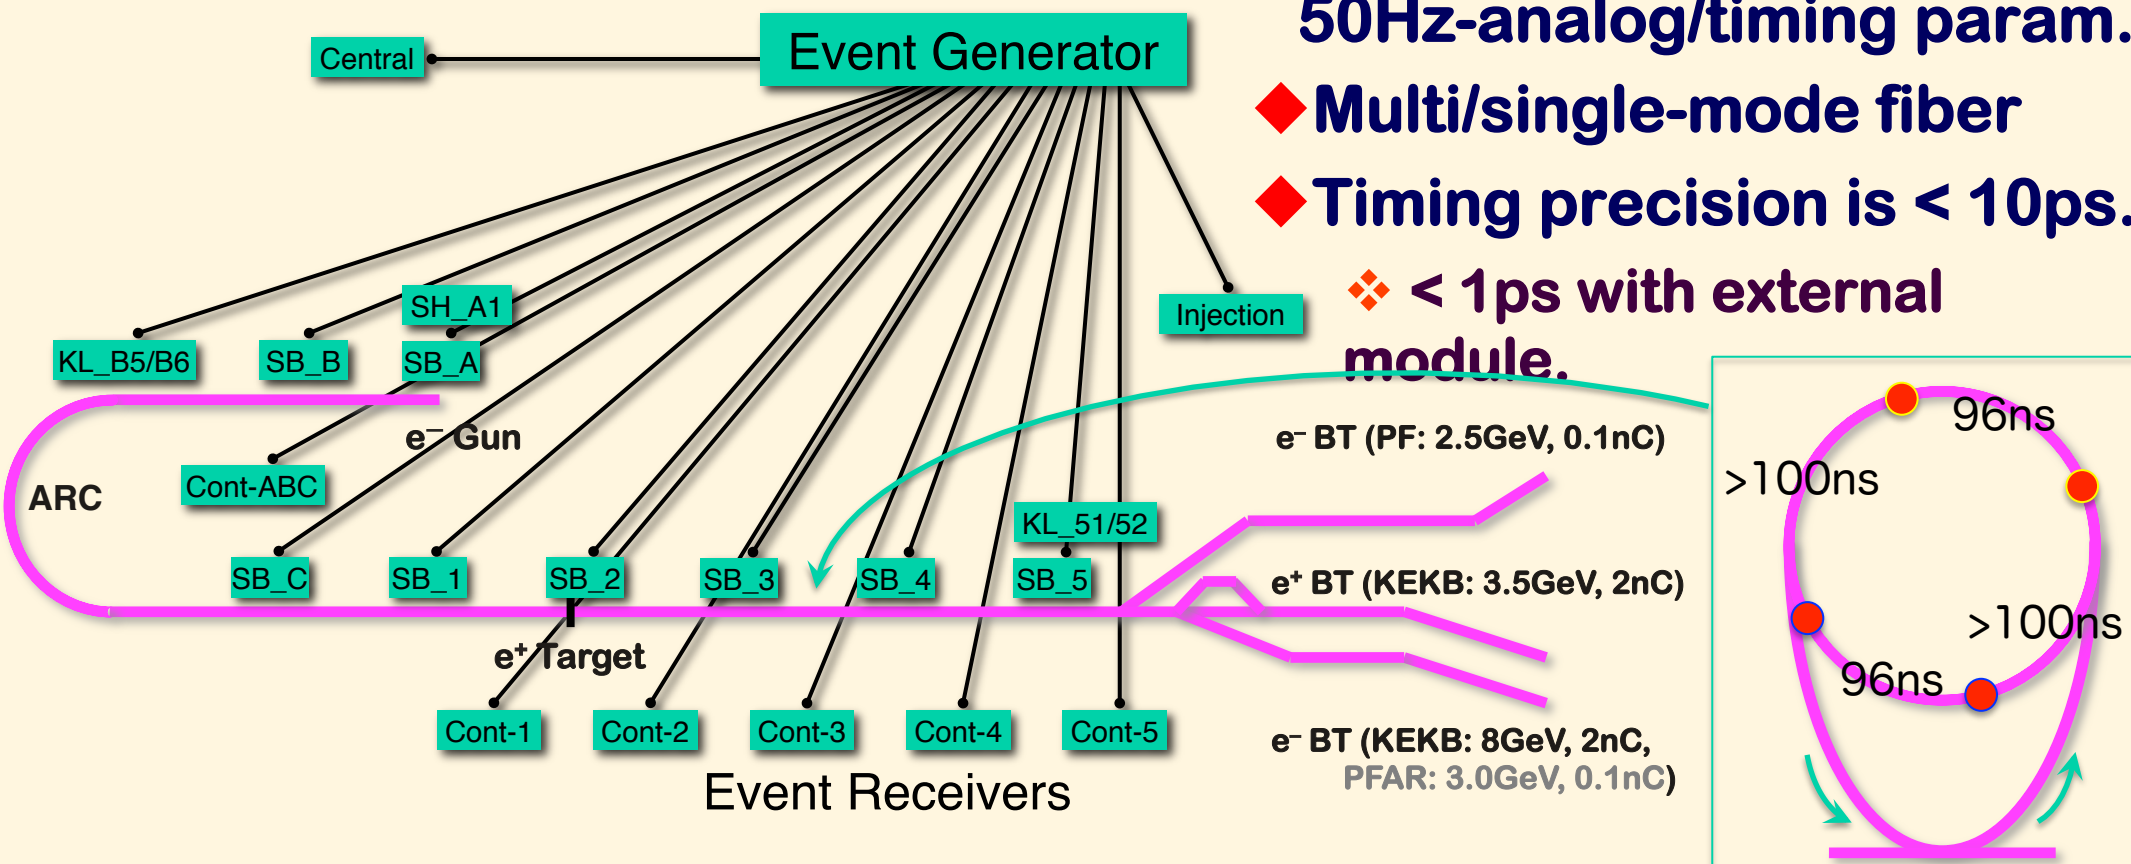 50Hz-analog/timing param.
Event Generator
Central
Multi/single-mode fiber
Timing precision is < 10ps.
< 1ps with external
module.
SH_A1
Injection
KL_B5/B6
SB_B
SB_A
96ns
e– Gun
e– BT (PF: 2.5GeV, 0.1nC)
>100ns
ARC
Cont-ABC
KL_51/52
SB_C
SB_1
SB_2
SB_3
SB_4
SB_5
e+ BT (KEKB: 3.5GeV, 2nC)
>100ns
e+ Target
96ns
Cont-1
Cont-2
Cont-3
Cont-4
Cont-5
e– BT (KEKB: 8GeV, 2nC,
PFAR: 3.0GeV, 0.1nC)
Event Receivers